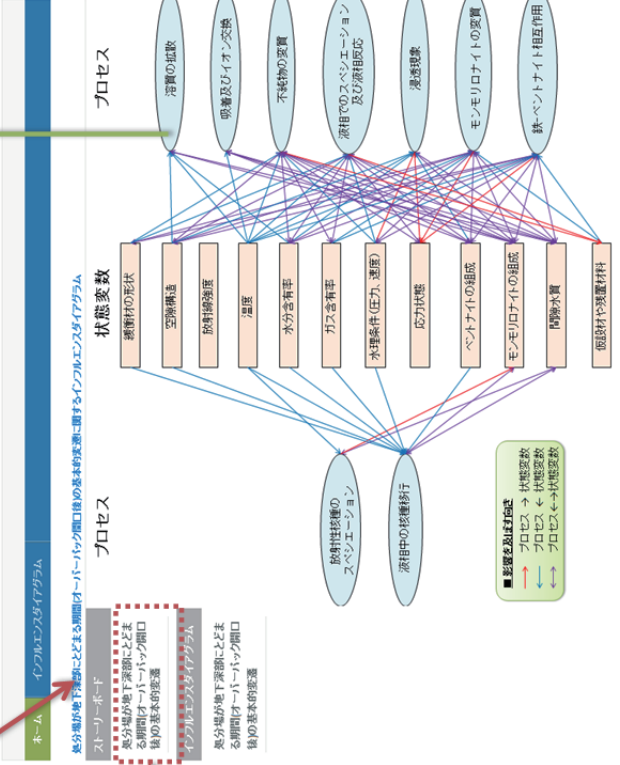 ホーム
インフルエンスダイアグラム
処分場が地下深部にとどまる期間(オーバーパック開口後)の基本的変遷に関するインフルエンスダイアグラム
ストーリーボード
処分場が地下深部にとどま
る期間(オーバーパック開口
後)の基本的変遷
インフルエンスダイアグラム
処分場が地下深部にとどま
る期間(オーバーパック開口
後)の基本的変遷
プロセス
状態変数
プロセス
放射性核種の
スペシエーション
液相中の核種移行
緩衝材の形状
空隙構造
放射線強度
温度
水分含有率
ガス含有率
水理条件(圧力、速度)
応力状態
ベントナイトの組成
モンモリロナイトの組成
間隙水質
仮設材や残置材料
溶質の拡散
吸着及びイオン交換
不純物の変質
液相でのスペシエーション
及び液相反応
浸透現象
モンモリロナイトの変質
鉄-ベントナイト相互作用
■影響を及ぼす向き
プロセス → 状態変数
プロセス ← 状態変数
プロセス←→状態変数